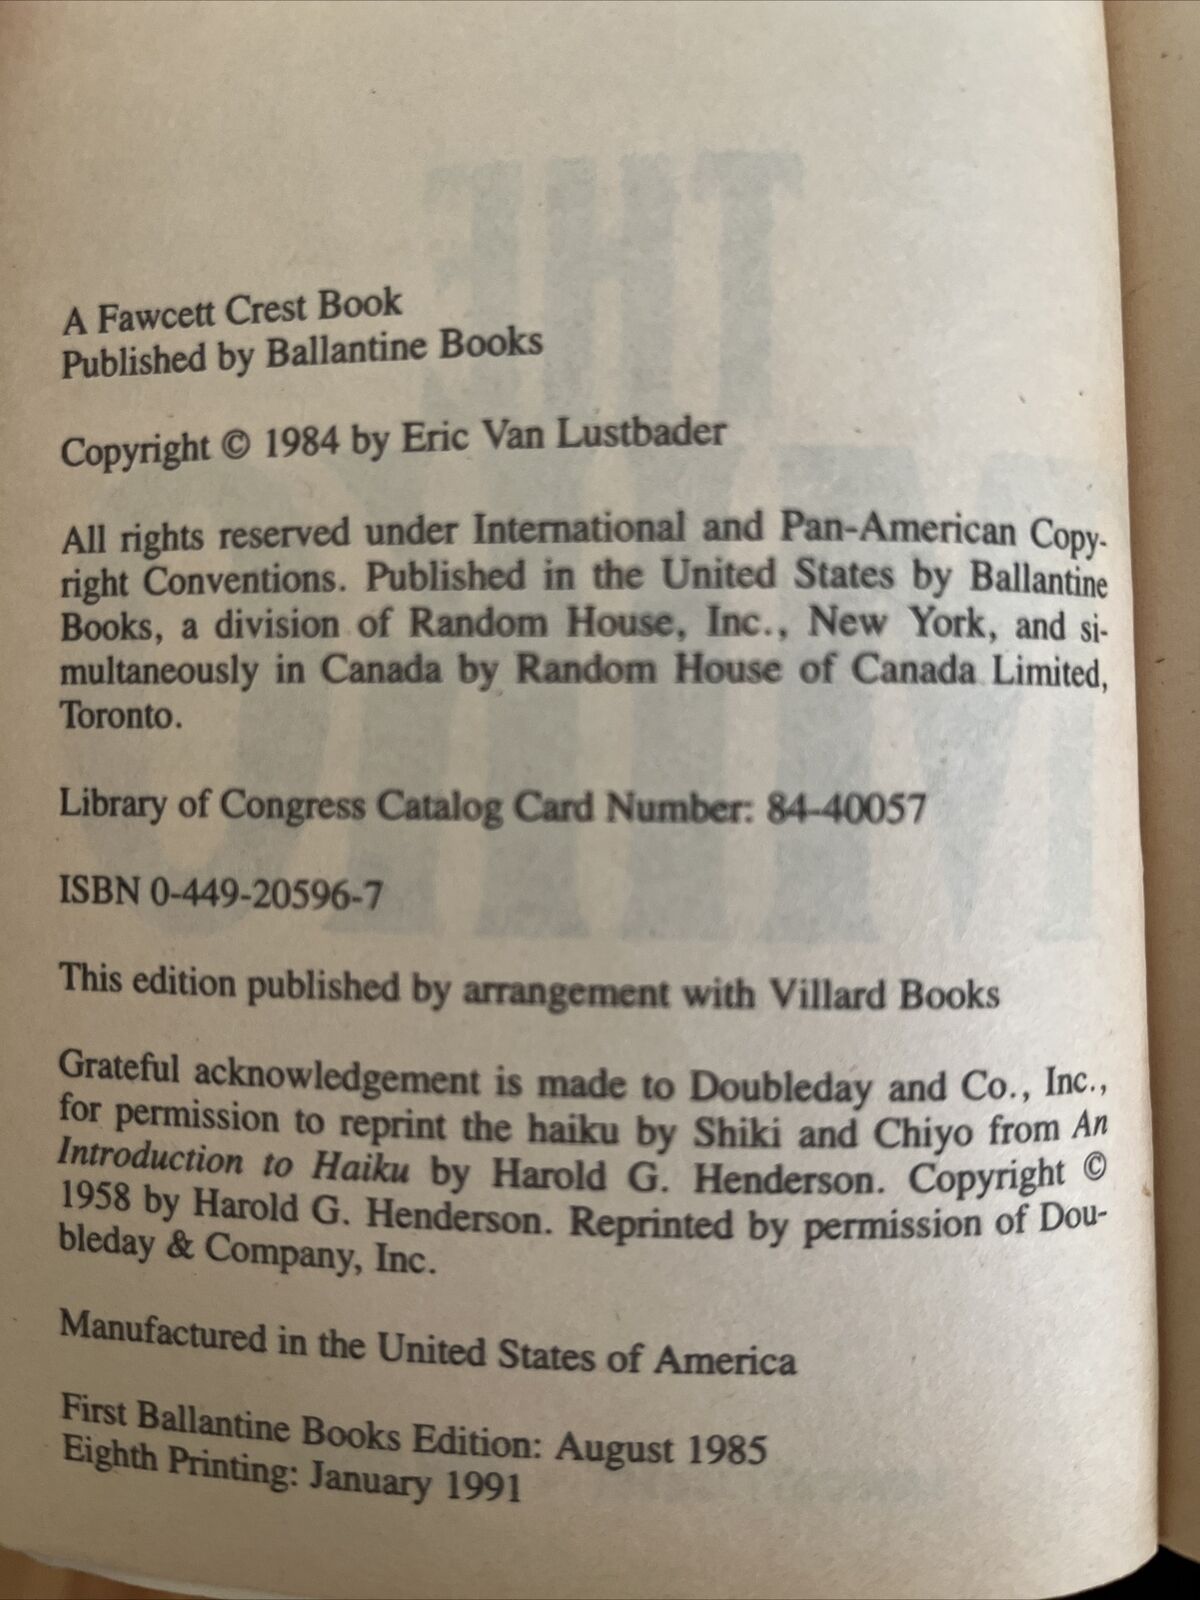 A Fawcett Crest Book
Published by Ballantine Books
Copyright © 1984 by Eric Van Lustbader
All rights reserved under International and Pan-American Copy-
right Conventions. Published in the United States by Ballantine
Books, a division of Random House, Inc., New York, and si-
multaneously in Canada by Random House of Canada Limited,
Toronto.
Library of Congress Catalog Card Number: 84-40057
ISBN 0-449-20596-7
This edition published by arrangement with Villard Books
Grateful acknowledgement is made to Doubleday and Co., Inc.,
for permission to reprint the haiku by Shiki and Chiyo from An
Introduction to Haiku by Harold G. Henderson. Copyright ©
1958 by Harold G. Henderson. Reprinted by permission of Dou-
bleday & Company, Inc.
Manufactured in the United States of America
First Ballantine Books Edition: August 1985
Eighth Printing: January 1991
THE
MIKO